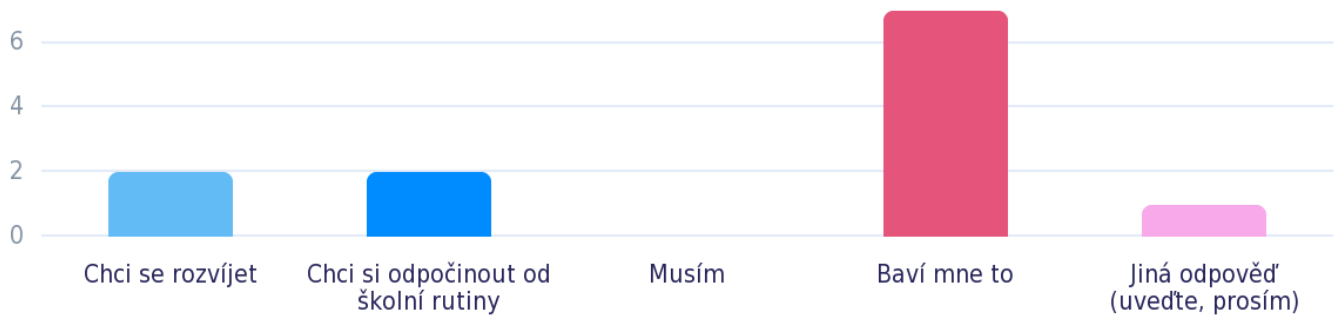 6
4
2
0
Chci se rozvíjet
Chci si odpočinout od
školní rutiny
Musím
Baví mne to
Jiná odpověď
(uveďte, prosím)